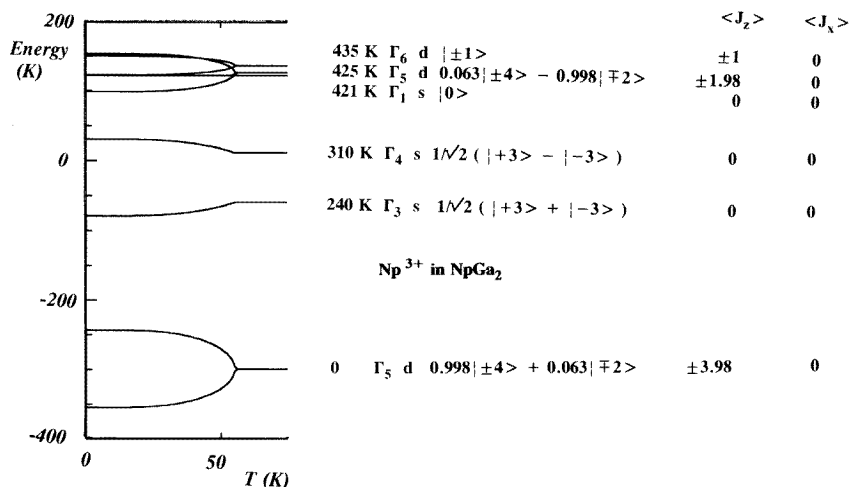 200
<J_z> <J_x>
Energy
(K)
435 K Γ₆ d |±1> ±1 0
425 K Γ₅ d 0.063|±4> − 0.998|∓2> ±1.98 0
421 K Γ₁ s |0> 0 0
0
310 K Γ₄ s 1/√2 ( |+3> − |−3> ) 0 0
240 K Γ₃ s 1/√2 ( |+3> + |−3> ) 0 0
Np³⁺ in NpGa₂
-200
0 Γ₅ d 0.998|±4> + 0.063|∓2> ±3.98 0
-400
0 50
T (K)